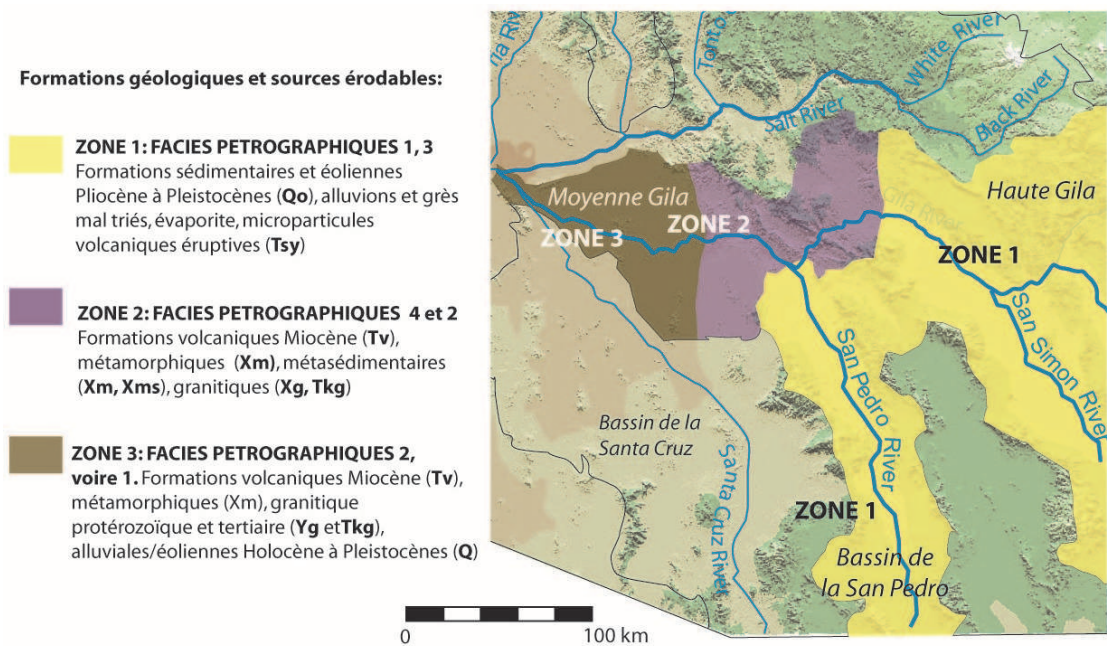 Formations géologiques et sources érodables:
ZONE 1: FACIES PETROGRAPHIQUES 1, 3
Formations sédimentaires et éoliennes
Pliocène à Pleistocènes (Qo), alluvions et grès
mal triés, évaporite, microparticules
volcaniques éruptives (Tsy)
ZONE 2: FACIES PETROGRAPHIQUES 4 et 2
Formations volcaniques Miocène (Tv),
métamorphiques (Xm), métasédimentaires
(Xm, Xms), granitiques (Xg, Tkg)
ZONE 3: FACIES PETROGRAPHIQUES 2,
voire 1. Formations volcaniques Miocène (Tv),
métamorphiques (Xm), granitique
protérozoïque et tertiaire (Yg etTkg),
alluviales/éoliennes Holocène à Pleistocènes (Q)
ria Riv
Tonto
White River
Black River
Salt River
Moyenne Gila
Haute Gila
ZONE 2
ZONE 3
ZONE 1
San Simon River
San Pedro River
Bassin de la
Santa Cruz
Santa Cruz River
ZONE 1
Bassin de
la San Pedro
0
100 km